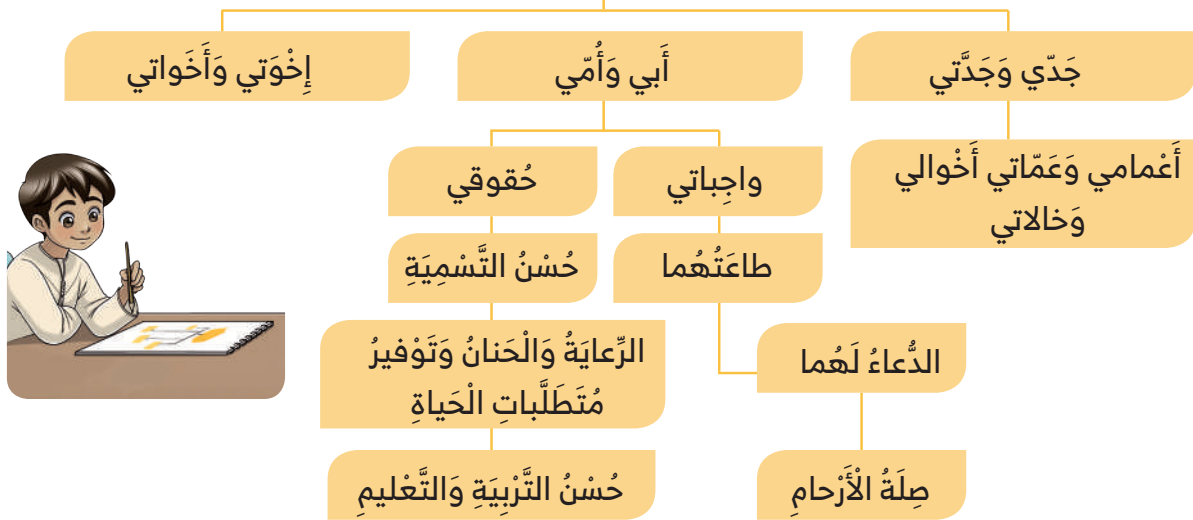 جَدّي وَجَدَّتي
أَبي وَأُمّي
إِخْوَتي وَأَخَواتي
أَعْمامي وَعَمّاتي أَخْوالي
وَخالاتي
واجِباتي
حُقوقي
طاعَتُهُما
حُسْنُ التَّسْمِيَةِ
الدُّعاءُ لَهُما
الرِّعايَةُ وَالْحَنانُ وَتَوْفيرُ
مُتَطَلَّباتِ الْحَياةِ
صِلَةُ الْأَرْحامِ
حُسْنُ التَّرْبِيَةِ وَالتَّعْليمِ